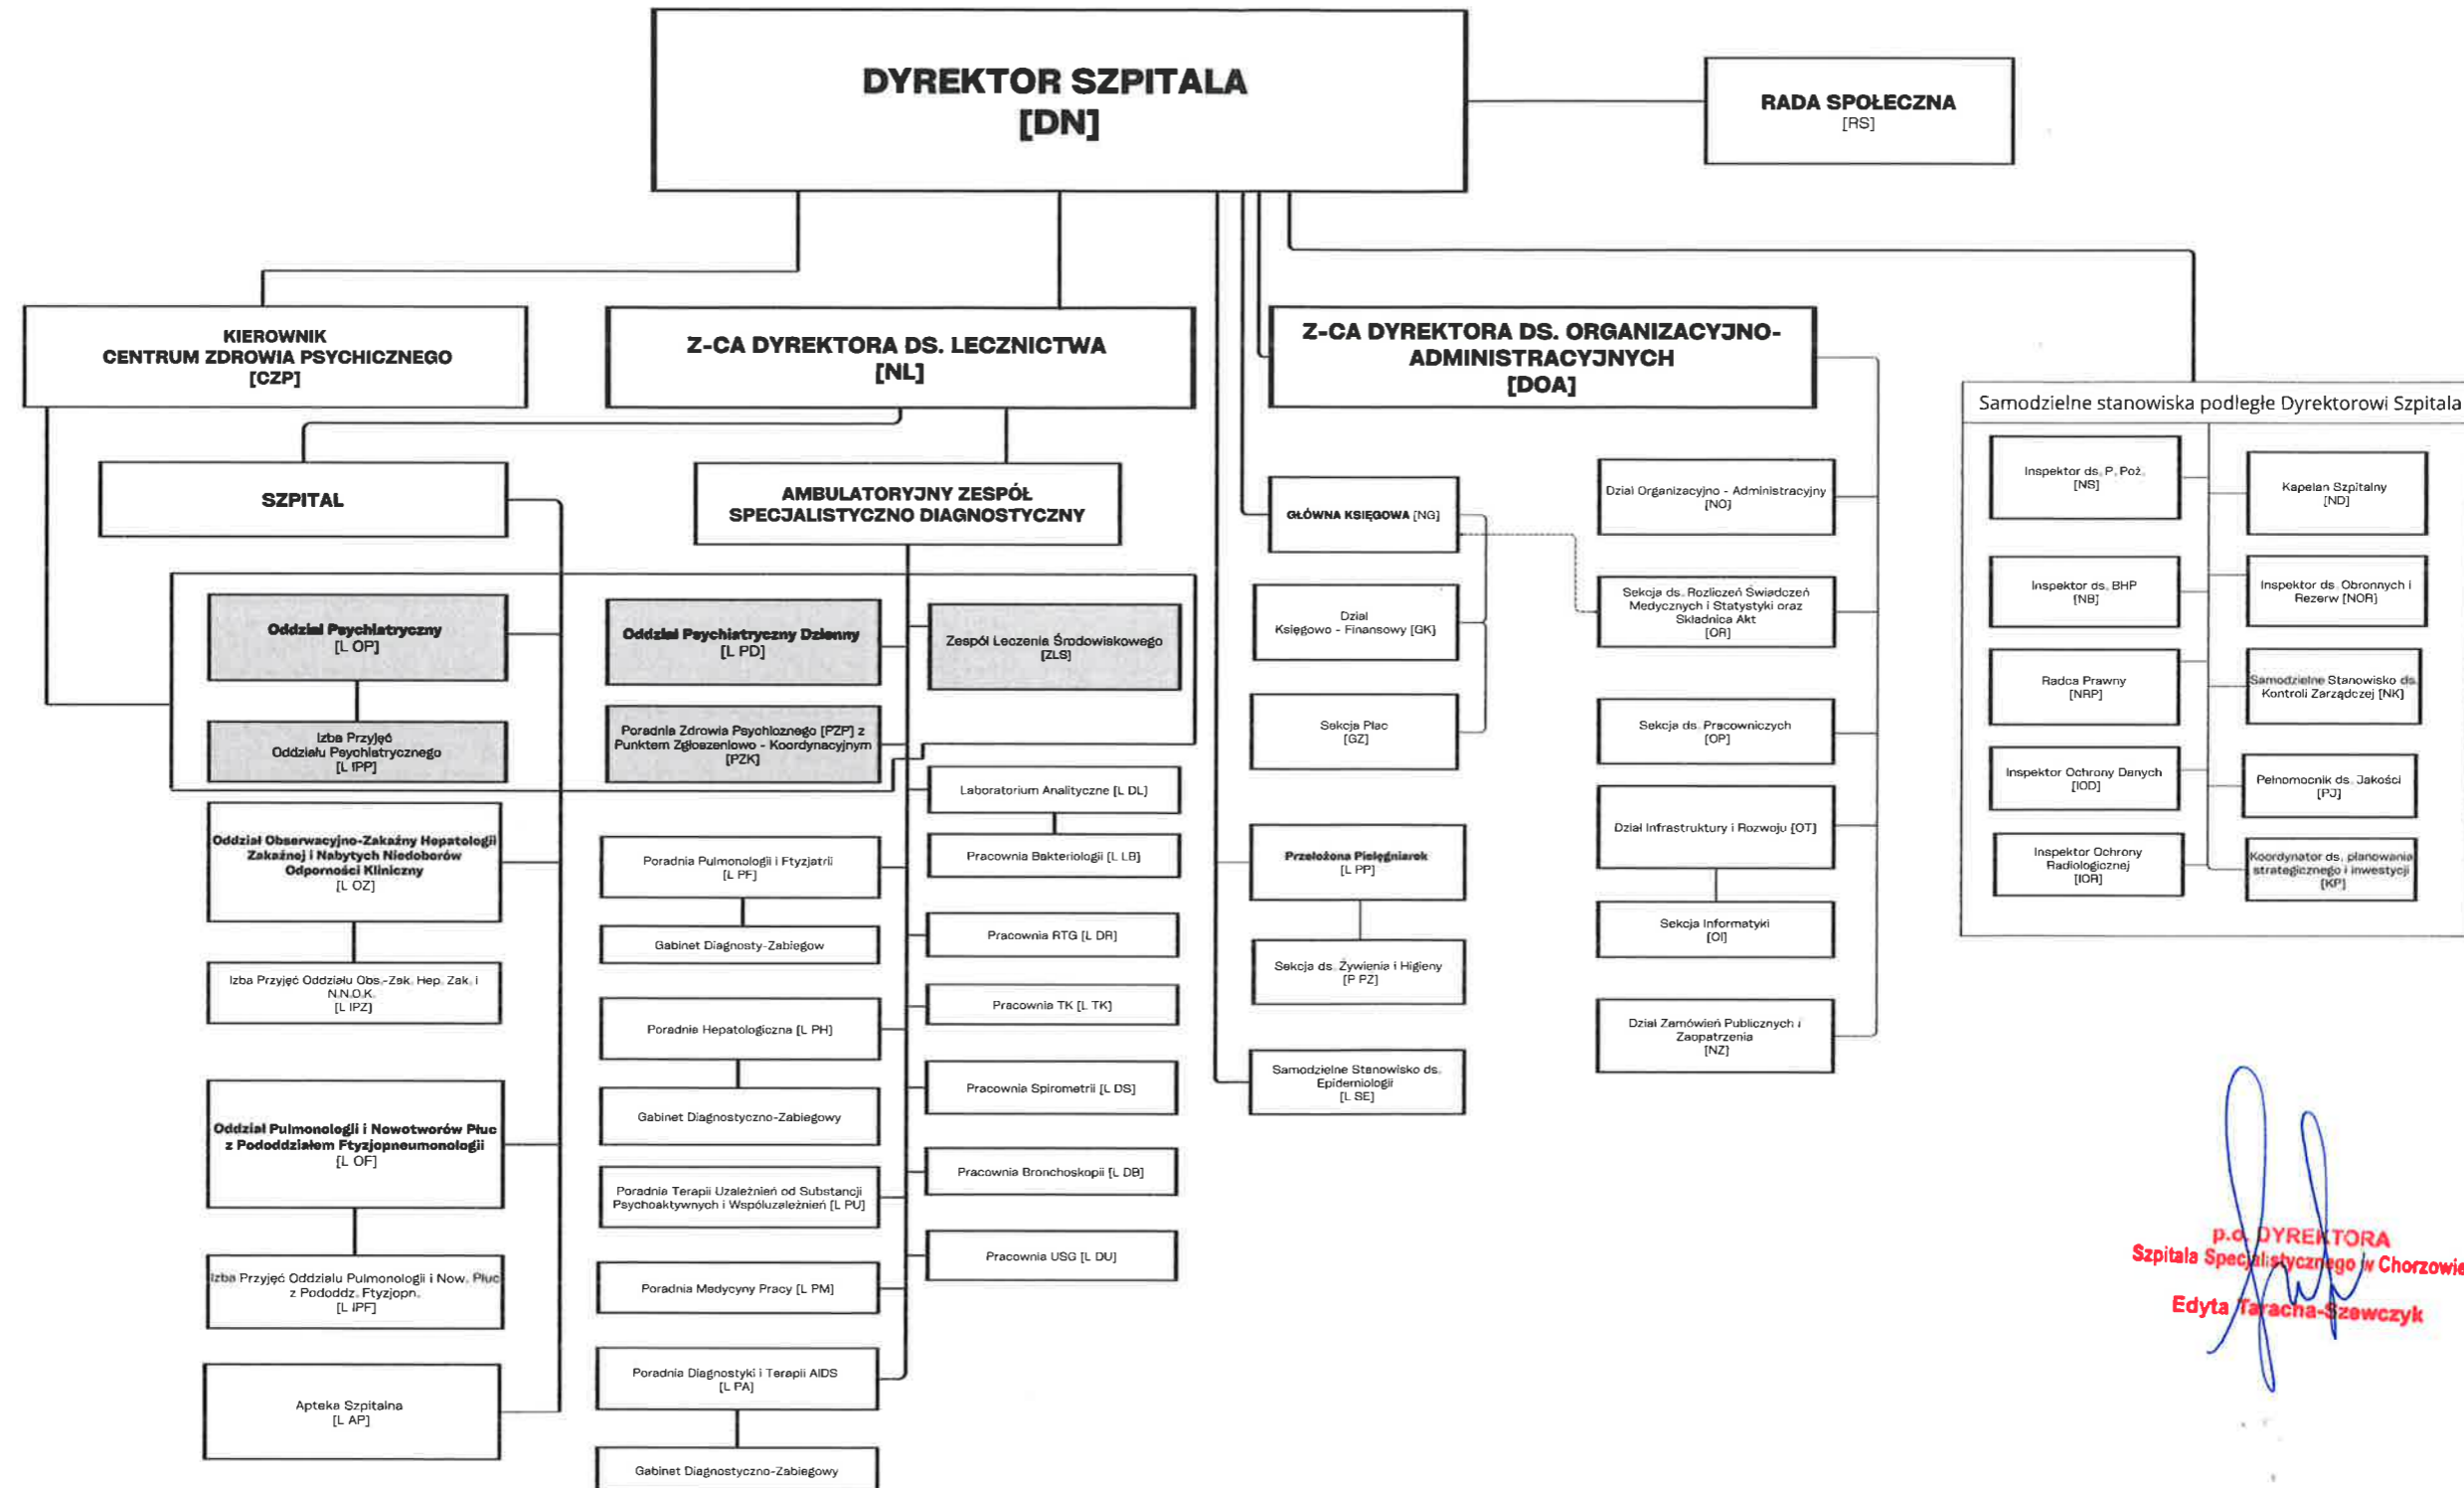 DYREKTOR SZPITALA
[DN]
RADA SPOŁECZNA
[RS]
KIEROWNIK
CENTRUM ZDROWIA PSYCHICZNEGO
[CZP]
Z-CA DYREKTORA DS. LECZNICTWA
[NL]
Z-CA DYREKTORA DS. ORGANIZACYJNO-
ADMINISTRACYJNYCH
[DOA]
SZPITAL
AMBULATORYJNY ZESPÓŁ
SPECJALISTYCZNO DIAGNOSTYCZNY
Oddział Psychiatryczny
[L OP]
Izba Przyjęć
Oddziału Psychiatrycznego
[L IPP]
Oddział Obserwacyjno-Zakaźny Hepatologii
Zakaźnej i Nabytych Niedoborów
Odporności Kliniczny
[L OZ]
Izba Przyjęć Oddziału Obs.-Zak. Hep. Zak. i
N.N.O.K.
[L IPZ]
Oddział Pulmonologii i Nowotworów Płuc
z Pododdziałem Ftyzjopneumonologii
[L OF]
Izba Przyjęć Oddziału Pulmonologii i Now. Płuc
z Pododdz. Ftyzjopn.
[L IPF]
Apteka Szpitalna
[L AP]
Oddział Psychiatryczny Dzienny
[L PD]
Poradnia Zdrowia Psychicznego [PZP] z
Punktem Zgłoszeniowo - Koordynacyjnym
[PZK]
Poradnia Pulmonologii i Ftyzjatrii
[L PF]
Gabinet Diagnosty-Zabiegow
Poradnia Hepatologiczna [L PH]
Gabinet Diagnostyczno-Zabiegowy
Poradnia Terapii Uzależnień od Substancji
Psychoaktywnych i Współuzależnień [L PU]
Poradnia Medycyny Pracy [L PM]
Poradnia Diagnostyki i Terapii AIDS
[L PA]
Gabinet Diagnostyczno-Zabiegowy
Zespół Leczenia Środowiskowego
[ZLS]
Laboratorium Analityczne [L DL]
Pracownia Bakteriologii [L LB]
Pracownia RTG [L DR]
Pracownia TK [L TK]
Pracownia Spirometrii [L DS]
Pracownia Bronchoskopii [L DB]
Pracownia USG [L DU]
GŁÓWNA KSIĘGOWA [NG]
Dział
Księgowo - Finansowy [GK]
Sekcja Płac
[GZ]
Przełożona Pielęgniarek
[L PP]
Sekcja ds. Żywienia i Higieny
[P PZ]
Samodzielne Stanowisko ds.
Epidemiologii
[L SE]
Dział Organizacyjno - Administracyjny
[NO]
Sekcja ds. Rozliczeń Świadczeń
Medycznych i Statystyki oraz
Składnica Akt
[OR]
Sekcja ds. Pracowniczych
[OP]
Dział Infrastruktury i Rozwoju [OT]
Sekcja Informatyki
[OI]
Dział Zamówień Publicznych i
Zaopatrzenia
[NZ]
Samodzielne stanowiska podległe Dyrektorowi Szpitala
Inspektor ds. P. Poż.
[NS]
Kapelan Szpitalny
[ND]
Inspektor ds. BHP
[NB]
Inspektor ds. Obronnych i
Rezerw [NOR]
Radca Prawny
[NRP]
Samodzielne Stanowisko ds.
Kontroli Zarządczej [NK]
Inspektor Ochrony Danych
[IOD]
Pełnomocnik ds. Jakości
[PJ]
Inspektor Ochrony
Radiologicznej
[IOR]
Koordynator ds. planowania
strategicznego i inwestycji
[KP]
p.o. DYREKTORA
Szpitala Specjalistycznego w Chorzowie
Edyta Taracha-Szewczyk